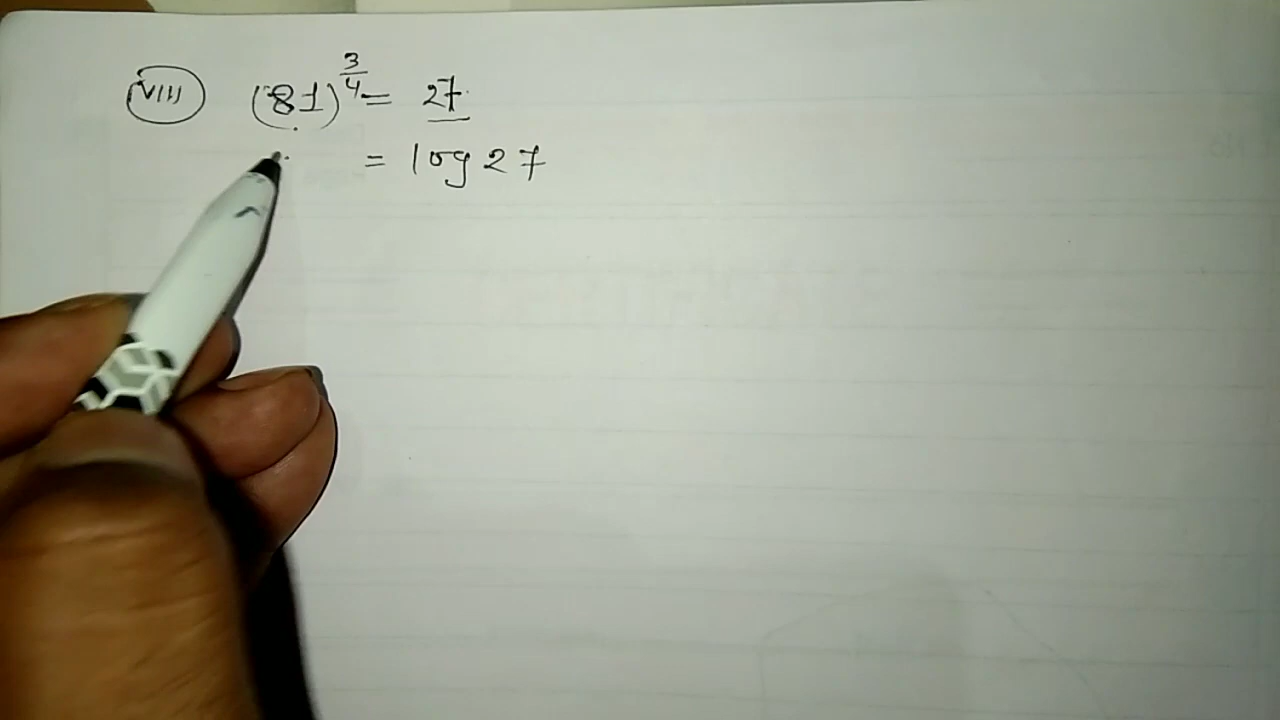 VIII (81)^3/4 = 27
= log 27